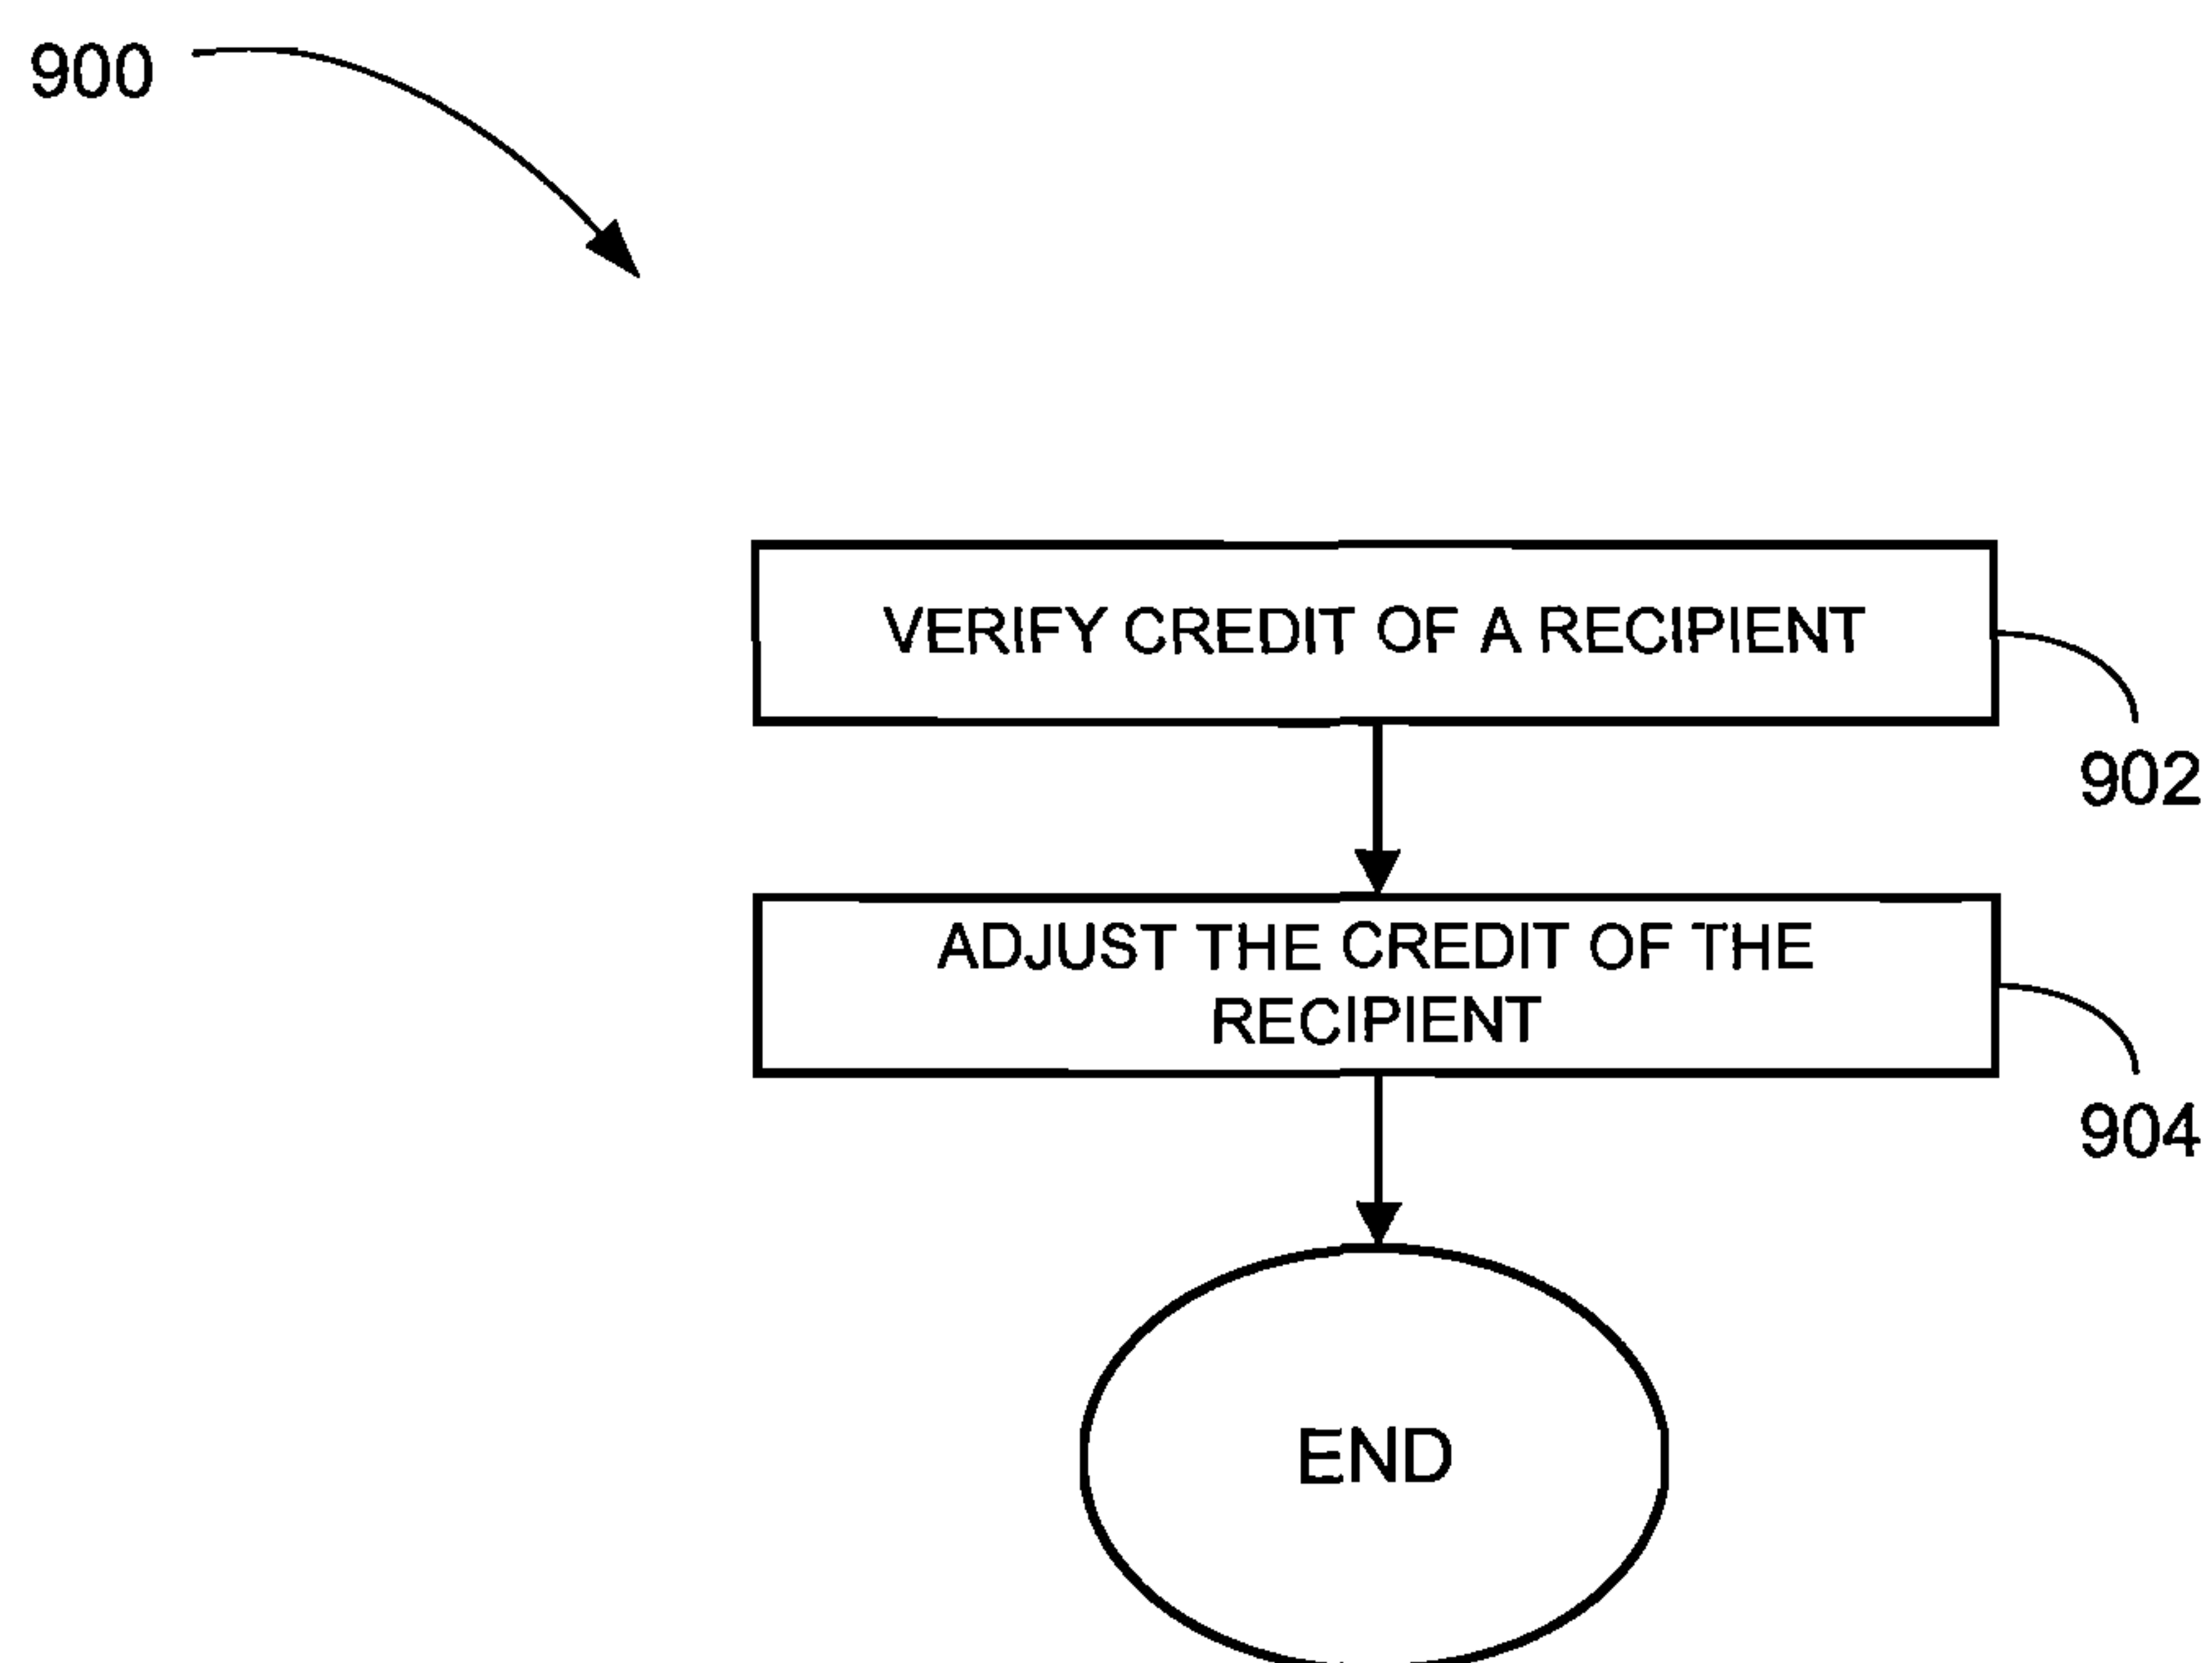 900
VERIFY CREDIT OF A RECIPIENT
902
ADJUST THE CREDIT OF THE
RECIPIENT
904
END